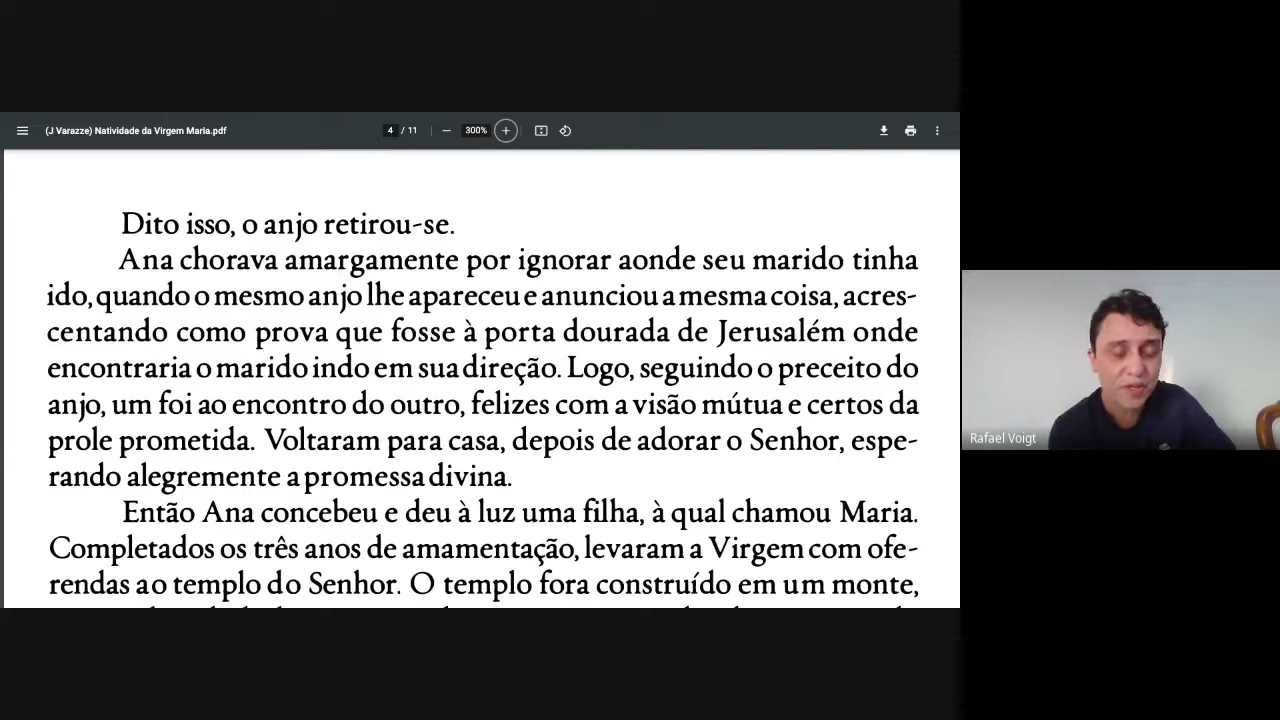 (J Varazze) Natividade da Virgem Maria.pdf
4 / 11
300%
Dito isso, o anjo retirou-se.
Ana chorava amargamente por ignorar aonde seu marido tinha
ido, quando o mesmo anjo lhe apareceu e anunciou a mesma coisa, acres-
centando como prova que fosse à porta dourada de Jerusalém onde
encontraria o marido indo em sua direção. Logo, seguindo o preceito do
anjo, um foi ao encontro do outro, felizes com a visão mútua e certos da
prole prometida. Voltaram para casa, depois de adorar o Senhor, espe-
rando alegremente a promessa divina.
Então Ana concebeu e deu à luz uma filha, à qual chamou Maria.
Completados os três anos de amamentação, levaram a Virgem com ofe-
rendas ao templo do Senhor. O templo fora construído em um monte,
Rafael Voigt